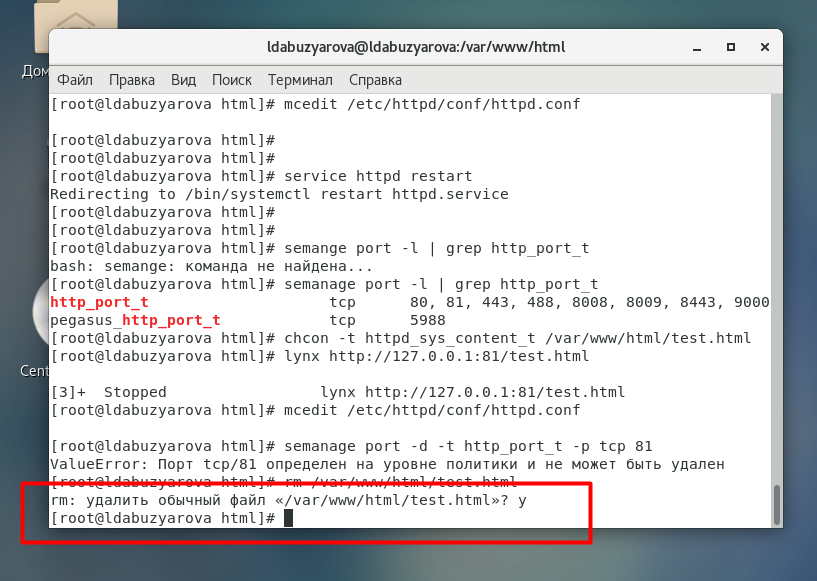 ldabuzyarova@ldabuzyarova:/var/www/html
Дом
Файл Правка Вид Поиск Терминал Справка
[root@ldabuzyarova html]# mcedit /etc/httpd/conf/httpd.conf
[root@ldabuzyarova html]#
[root@ldabuzyarova html]#
[root@ldabuzyarova html]# service httpd restart
Redirecting to /bin/systemctl restart httpd.service
[root@ldabuzyarova html]#
[root@ldabuzyarova html]#
[root@ldabuzyarova html]# semange port -l | grep http_port_t
bash: semange: команда не найдена...
[root@ldabuzyarova html]# semanage port -l | grep http_port_t
http_port_t tcp 80, 81, 443, 488, 8008, 8009, 8443, 9000
pegasus_http_port_t tcp 5988
[root@ldabuzyarova html]# chcon -t httpd_sys_content_t /var/www/html/test.html
[root@ldabuzyarova html]# lynx http://127.0.0.1:81/test.html
Cent
[3]+ Stopped lynx http://127.0.0.1:81/test.html
[root@ldabuzyarova html]# mcedit /etc/httpd/conf/httpd.conf
[root@ldabuzyarova html]# semanage port -d -t http_port_t -p tcp 81
ValueError: Порт tcp/81 определен на уровне политики и не может быть удален
[root@ldabuzyarova html]# rm /var/www/html/test.html
rm: удалить обычный файл «/var/www/html/test.html»? y
[root@ldabuzyarova html]#